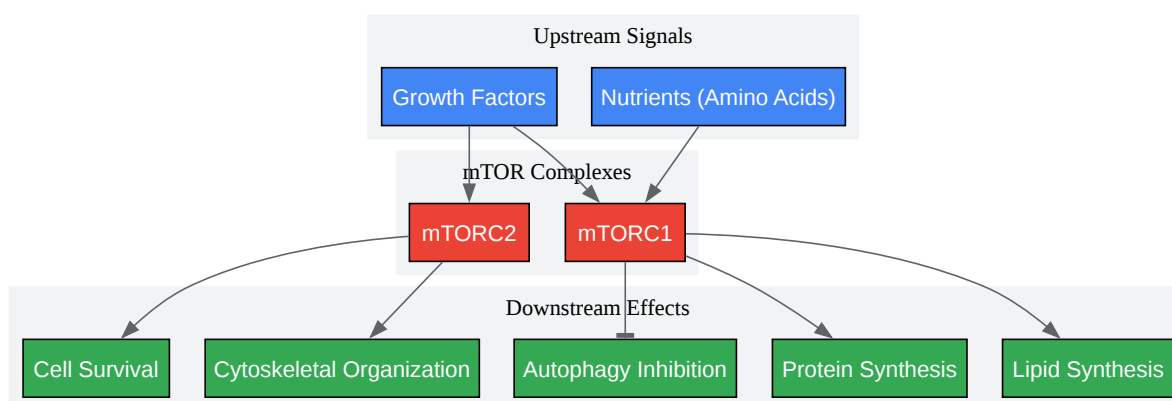 Upstream Signals
Growth Factors
Nutrients (Amino Acids)
mTOR Complexes
mTORC2
mTORC1
Downstream Effects
Cell Survival
Cytoskeletal Organization
Autophagy Inhibition
Protein Synthesis
Lipid Synthesis